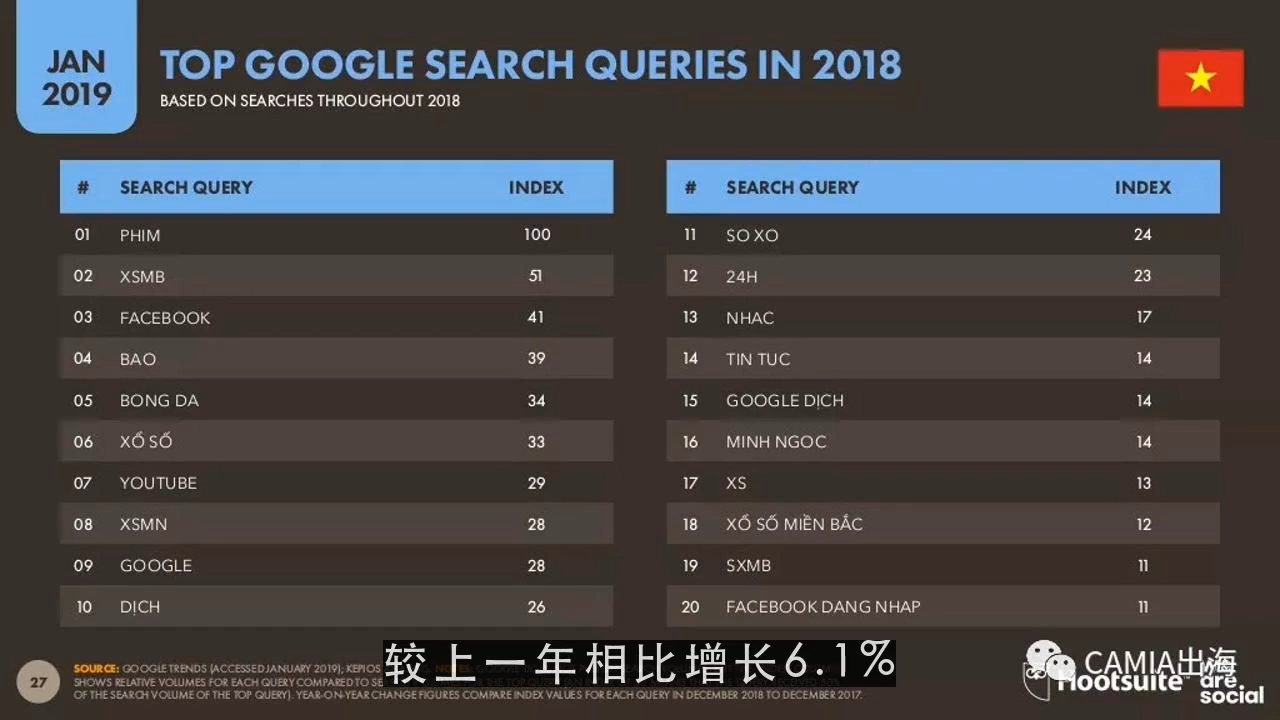 JAN
2019
TOP GOOGLE SEARCH QUERIES IN 2018
BASED ON SEARCHES THROUGHOUT 2018
# SEARCH QUERY INDEX
01 PHIM 100
02 XSMB 51
03 FACEBOOK 41
04 BAO 39
05 BONG DA 34
06 XỔ SỐ 33
07 YOUTUBE 29
08 XSMN 28
09 GOOGLE 28
10 DỊCH 26
# SEARCH QUERY INDEX
11 SO XO 24
12 24H 23
13 NHAC 17
14 TIN TUC 14
15 GOOGLE DỊCH 14
16 MINH NGOC 14
17 XS 13
18 XỔ SỐ MIỀN BẮC 12
19 SXMB 11
20 FACEBOOK DANG NHAP 11
较上一年相比增长6.1%
27
SOURCE: GOOGLE TRENDS (ACCESSED JANUARY 2019); KEPIOS
SHOWS RELATIVE VOLUMES FOR EACH QUERY COMPARED TO
OF THE SEARCH VOLUME OF THE TOP QUERY). YEAR-ON-YEAR CHANGE FIGURES COMPARE INDEX VALUES FOR EACH QUERY IN DECEMBER 2018 TO DECEMBER 2017.
CAMIA出海
Hootsuite
are
social